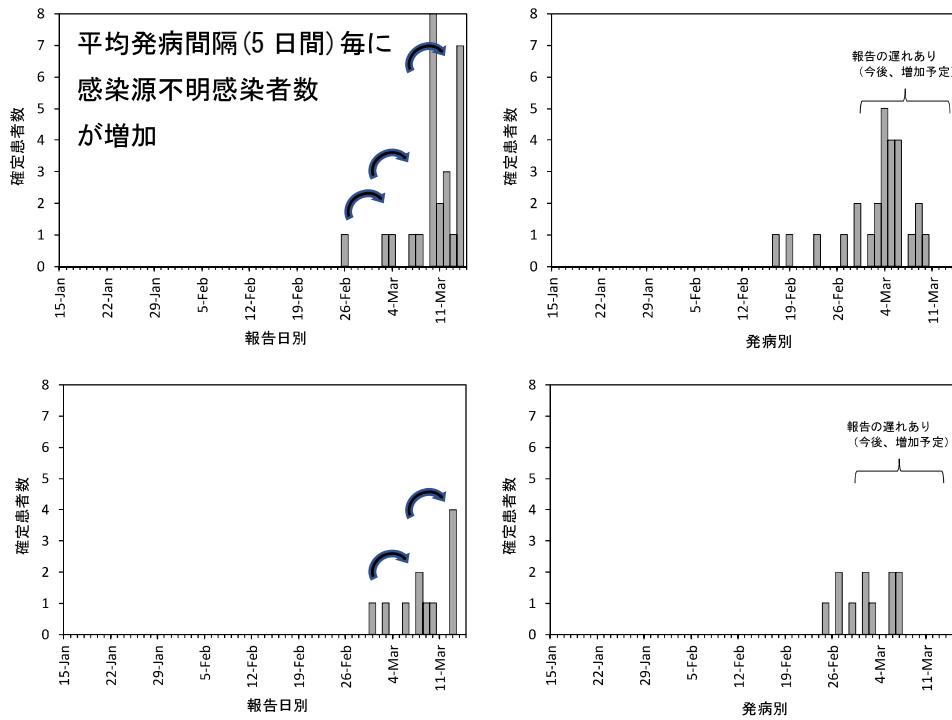 平均発病間隔(5 日間)毎に
感染源不明感染者数
が増加
確定患者数
8
7
6
5
4
3
2
1
0
15-Jan
22-Jan
29-Jan
5-Feb
12-Feb
19-Feb
26-Feb
4-Mar
11-Mar
報告日別
報告の遅れあり
(今後、増加予定)
確定患者数
8
7
6
5
4
3
2
1
0
15-Jan
22-Jan
29-Jan
5-Feb
12-Feb
19-Feb
26-Feb
4-Mar
11-Mar
発病別
確定患者数
8
7
6
5
4
3
2
1
0
15-Jan
22-Jan
29-Jan
5-Feb
12-Feb
19-Feb
26-Feb
4-Mar
11-Mar
報告日別
報告の遅れあり
(今後、増加予定)
確定患者数
8
7
6
5
4
3
2
1
0
15-Jan
22-Jan
29-Jan
5-Feb
12-Feb
19-Feb
26-Feb
4-Mar
11-Mar
発病別